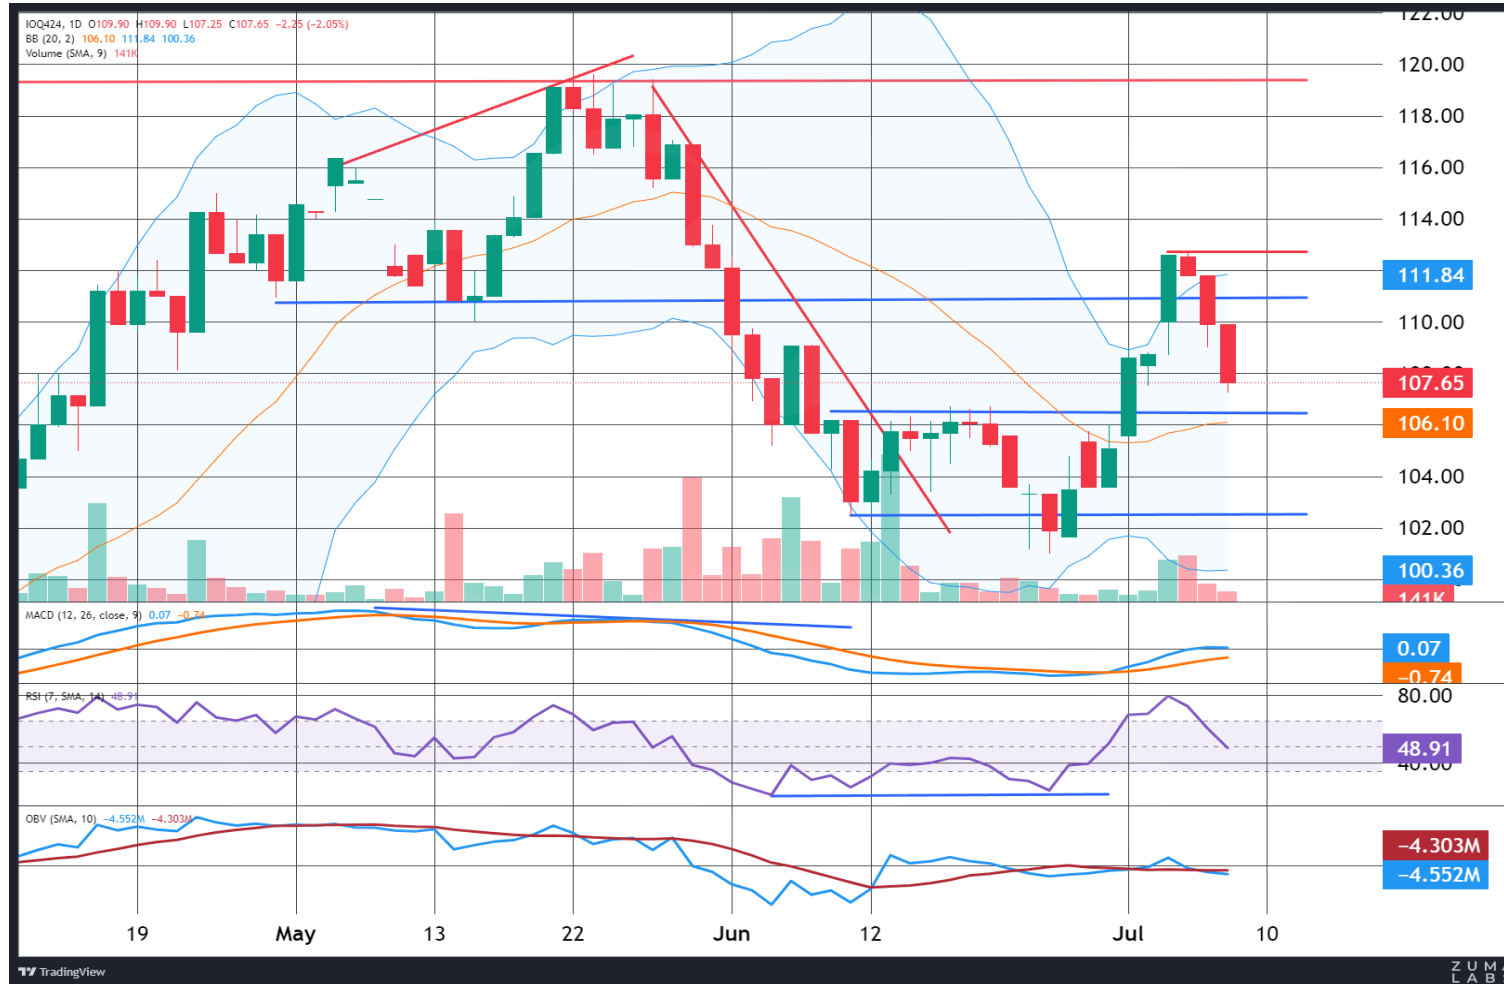 IOQ424, 1D O109.90 H109.90 L107.25 C107.65 −2.25 (−2.05%)
BB (20, 2) 106.10 111.84 100.36
Volume (SMA, 9) 141K
122.00
120.00
118.00
116.00
114.00
111.84
110.00
107.65
106.10
104.00
102.00
100.36
141K
MACD (12, 26, close, 9) 0.07 −0.74
0.07
−0.74
RSI (7, SMA, 14) 48.91
80.00
48.91
40.00
OBV (SMA, 10) −4.552M −4.303M
−4.303M
−4.552M
19 May 13 22 Jun 12 Jul 10
TradingView
ZUMA
LABS